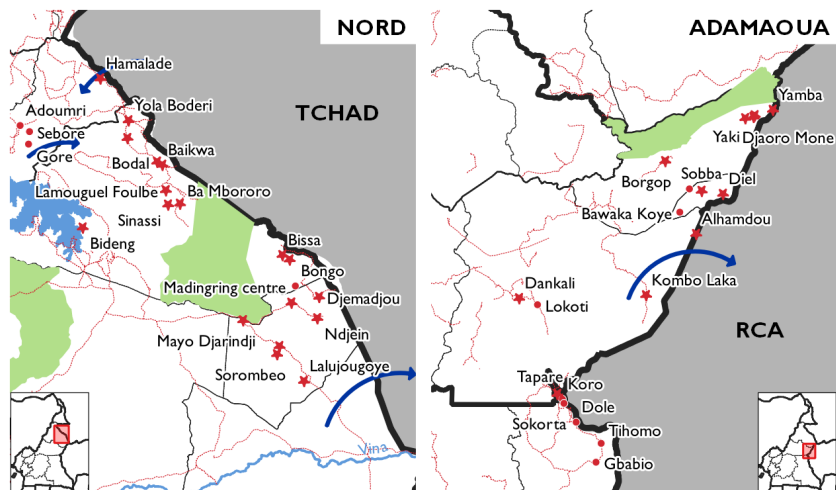 NORD
Hamalade
TCHAD
Adoumri
Yola Boderi
Sebore
Gore
Bodal
Baikwa
Lamouguel Foulbe
Ba Mbororo
Sinassi
Bideng
Bissa
Bongo
Madingring centre
Djemadjou
Ndjein
Mayo Djarindji
Lalujougoye
Sorombeo
Vina
ADAMAOUA
Yamba
Yaki
Djaoro Mone
Borgop
Sobba
Diel
Bawaka Koye
Alhamdou
Dankali
Kombo Laka
Lokoti
RCA
Tapare
Koro
Dole
Sokorta
Tihomo
Gbabio